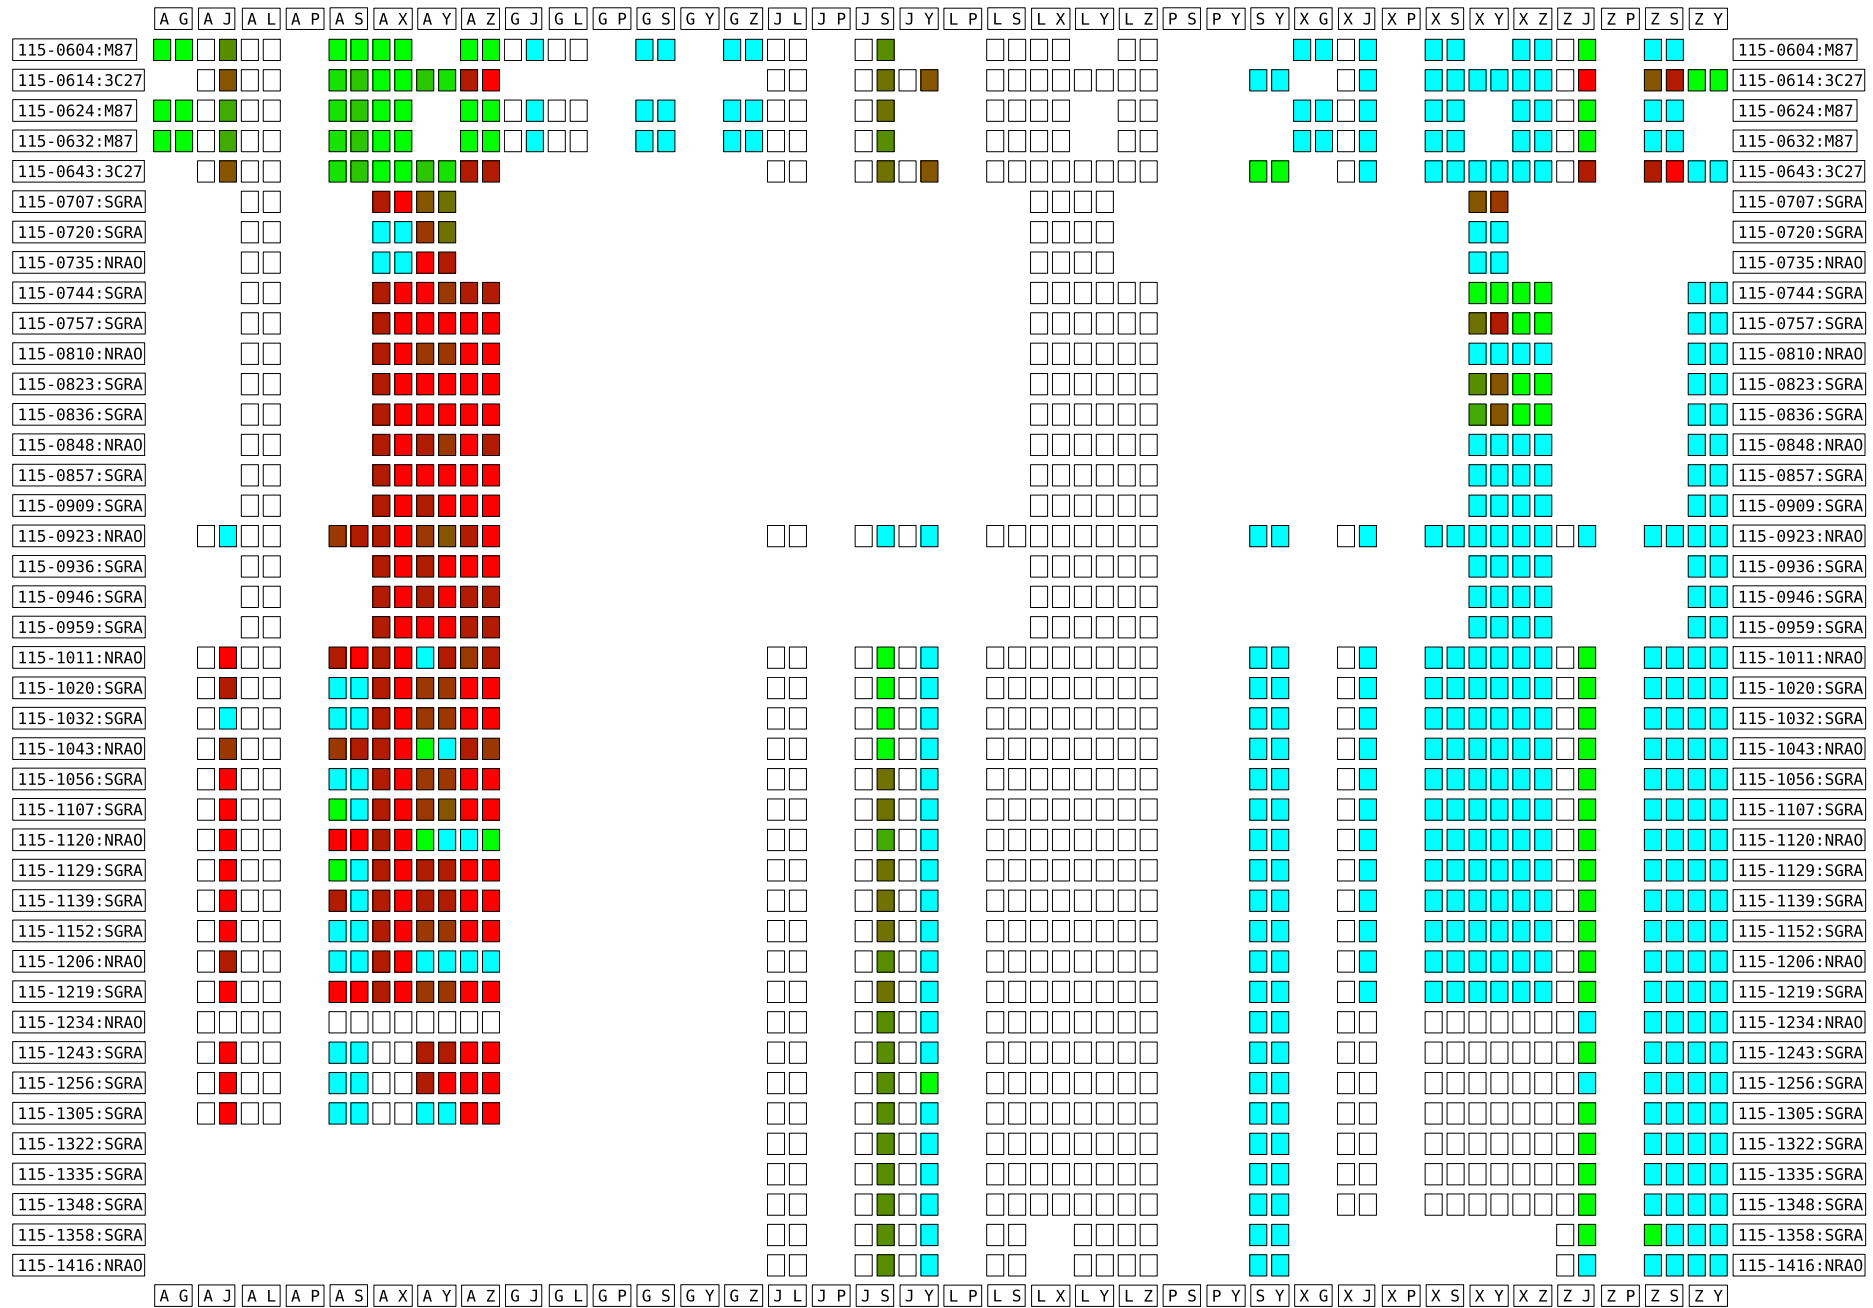 A G A J A L A P A S A X A Y A Z G J G L G P G S G Y G Z J L J P J S J Y L P L S L X L Y L Z P S P Y S Y X G X J X P X S X Y X Z Z J Z P Z S Z Y
115-0604:M87 115-0604:M87
115-0614:3C27 115-0614:3C27
115-0624:M87 115-0624:M87
115-0632:M87 115-0632:M87
115-0643:3C27 115-0643:3C27
115-0707:SGRA 115-0707:SGRA
115-0720:SGRA 115-0720:SGRA
115-0735:NRAO 115-0735:NRAO
115-0744:SGRA 115-0744:SGRA
115-0757:SGRA 115-0757:SGRA
115-0810:NRAO 115-0810:NRAO
115-0823:SGRA 115-0823:SGRA
115-0836:SGRA 115-0836:SGRA
115-0848:NRAO 115-0848:NRAO
115-0857:SGRA 115-0857:SGRA
115-0909:SGRA 115-0909:SGRA
115-0923:NRAO 115-0923:NRAO
115-0936:SGRA 115-0936:SGRA
115-0946:SGRA 115-0946:SGRA
115-0959:SGRA 115-0959:SGRA
115-1011:NRAO 115-1011:NRAO
115-1020:SGRA 115-1020:SGRA
115-1032:SGRA 115-1032:SGRA
115-1043:NRAO 115-1043:NRAO
115-1056:SGRA 115-1056:SGRA
115-1107:SGRA 115-1107:SGRA
115-1120:NRAO 115-1120:NRAO
115-1129:SGRA 115-1129:SGRA
115-1139:SGRA 115-1139:SGRA
115-1152:SGRA 115-1152:SGRA
115-1206:NRAO 115-1206:NRAO
115-1219:SGRA 115-1219:SGRA
115-1234:NRAO 115-1234:NRAO
115-1243:SGRA 115-1243:SGRA
115-1256:SGRA 115-1256:SGRA
115-1305:SGRA 115-1305:SGRA
115-1322:SGRA 115-1322:SGRA
115-1335:SGRA 115-1335:SGRA
115-1348:SGRA 115-1348:SGRA
115-1358:SGRA 115-1358:SGRA
115-1416:NRAO 115-1416:NRAO
A G A J A L A P A S A X A Y A Z G J G L G P G S G Y G Z J L J P J S J Y L P L S L X L Y L Z P S P Y S Y X G X J X P X S X Y X Z Z J Z P Z S Z Y